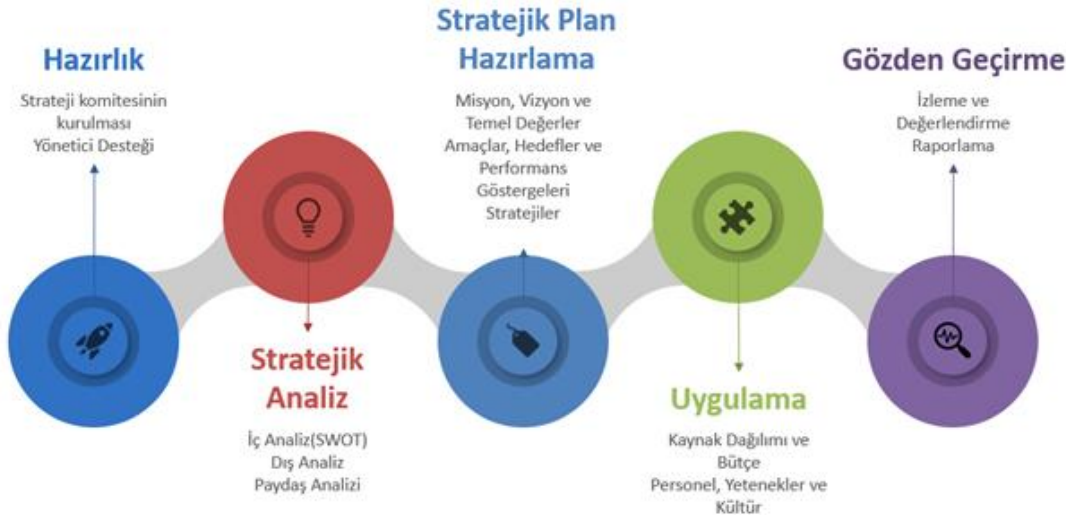 Hazırlık
Strateji komitesinin
kurulması
Yönetici Desteği
Stratejik
Analiz
İç Analiz(SWOT)
Dış Analiz
Paydaş Analizi
Stratejik Plan
Hazırlama
Misyon, Vizyon ve
Temel Değerler
Amaçlar, Hedefler ve
Performans
Göstergeleri
Stratejiler
Uygulama
Kaynak Dağılımı ve
Bütçe
Personel, Yetenekler ve
Kültür
Gözden Geçirme
İzleme ve
Değerlendirme
Raporlama